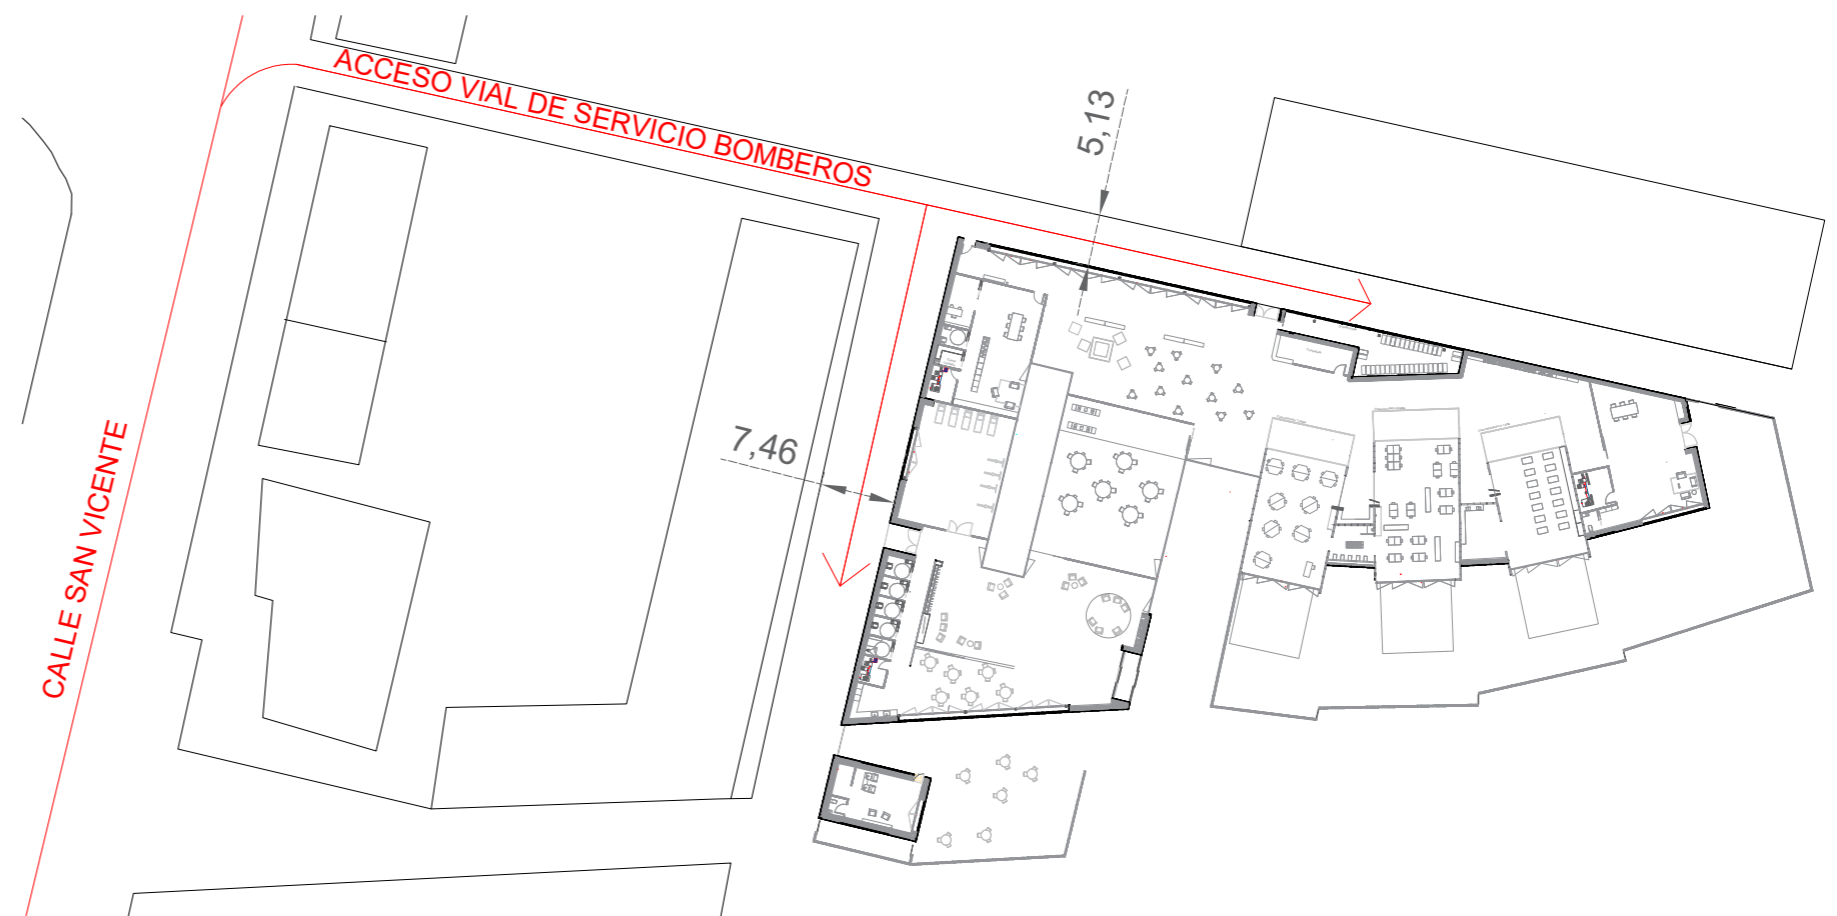 ACCESO VIAL DE SERVICIO BOMBEROS
5,13
7,46
CALLE SAN VICENTE